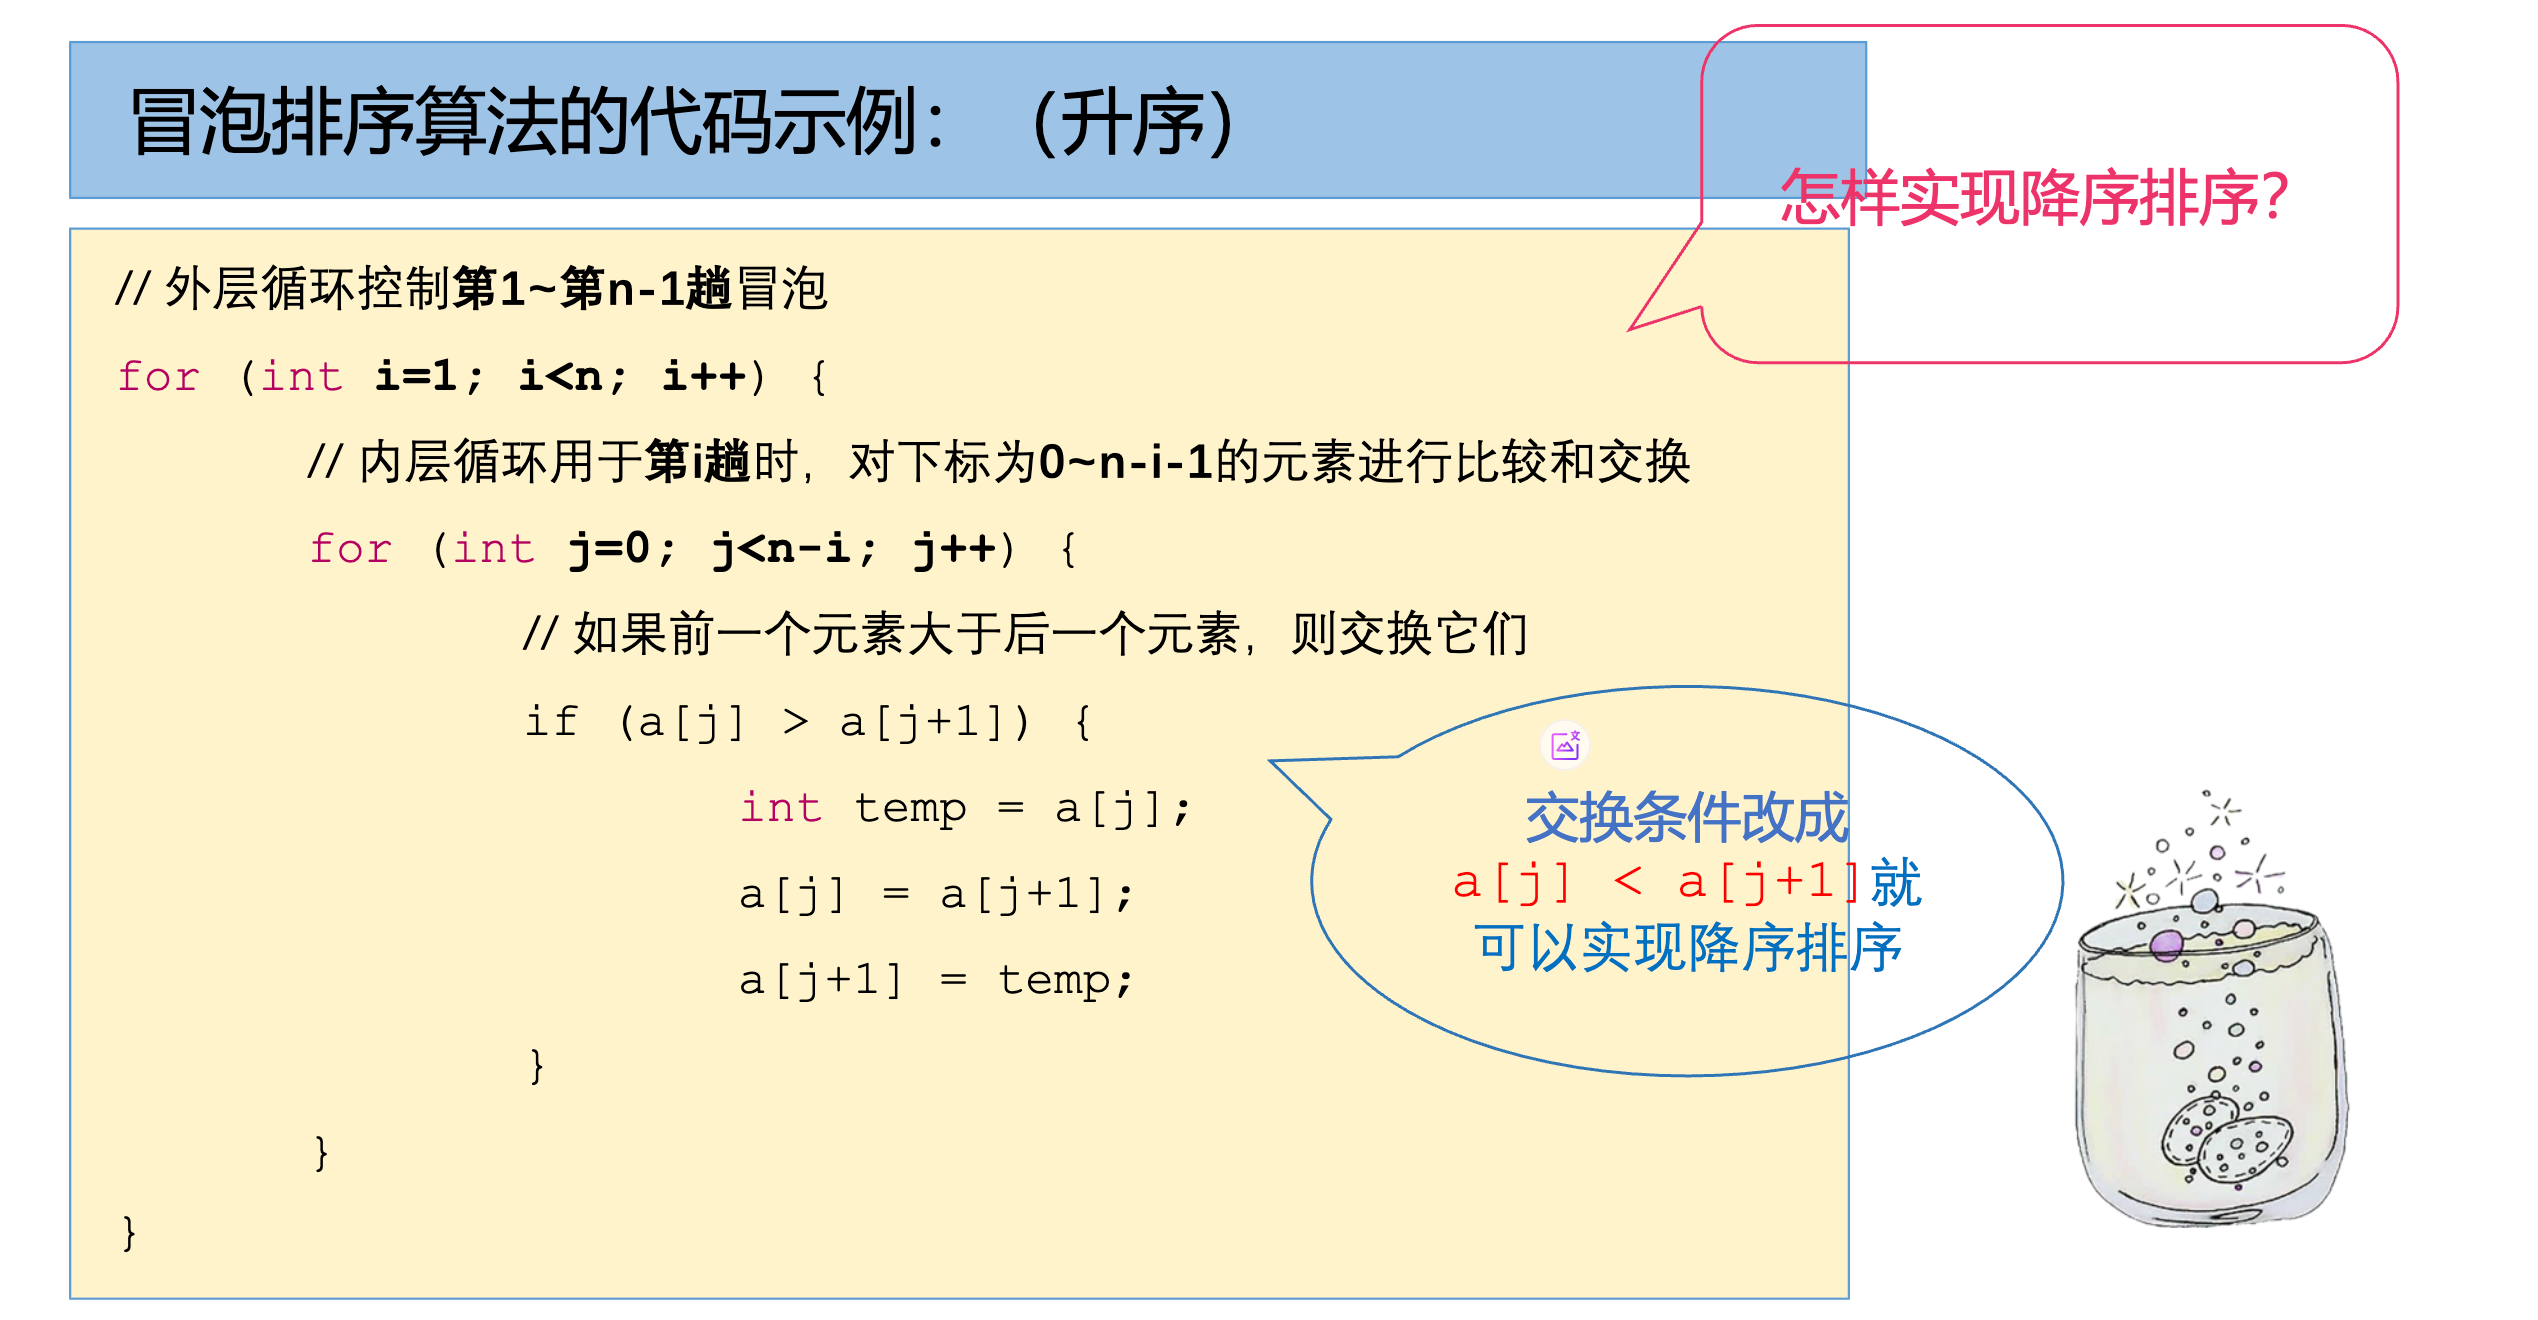 冒泡排序算法的代码示例：（升序）
怎样实现降序排序？
// 外层循环控制第1~第n-1趟冒泡
for (int i=1; i<n; i++) {
// 内层循环用于第i趟时，对下标为0~n-i-1的元素进行比较和交换
for (int j=0; j<n-i; j++) {
// 如果前一个元素大于后一个元素，则交换它们
if (a[j] > a[j+1]) {
int temp = a[j];
a[j] = a[j+1];
a[j+1] = temp;
}
}
}
交换条件改成
a[j] < a[j+1]就
可以实现降序排序